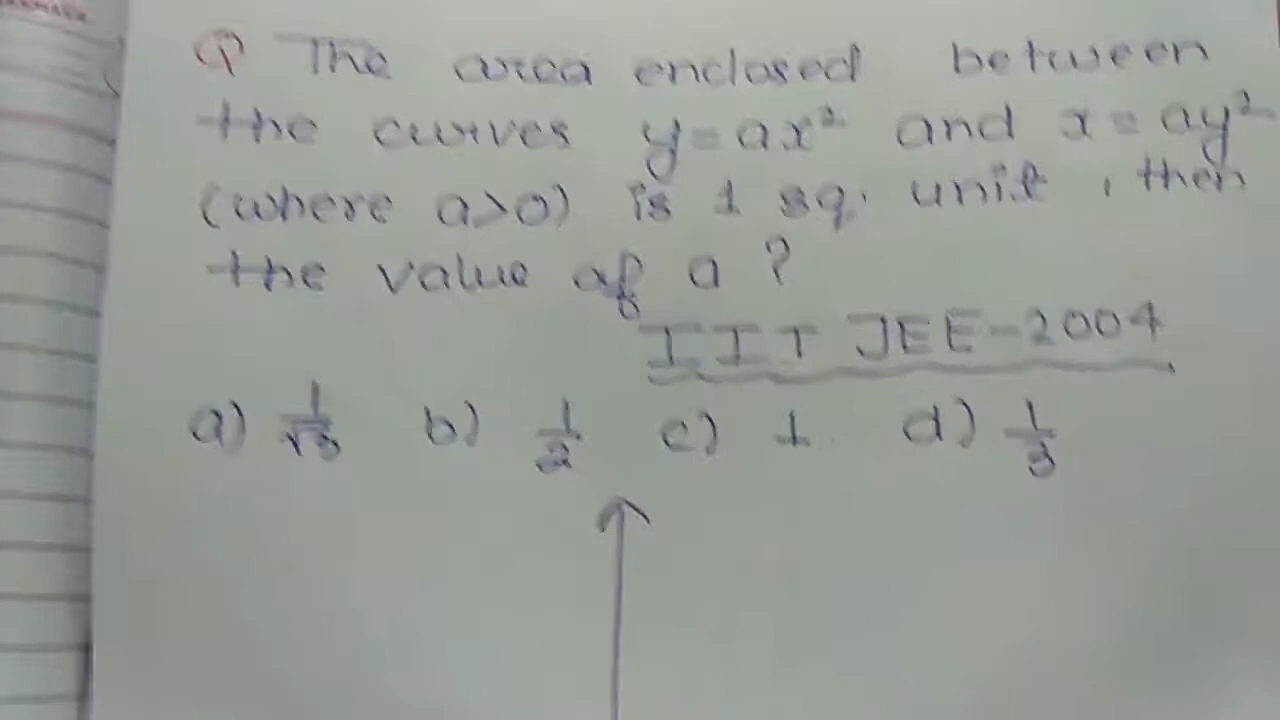 Q The area enclosed between
the curves y = ax² and x = ay²
(where a>0) is 1 sq. unit, then
the value of a ?
IIT JEE-2004
a) 1/√3 b) 1/2 c) 1 d) 1/3